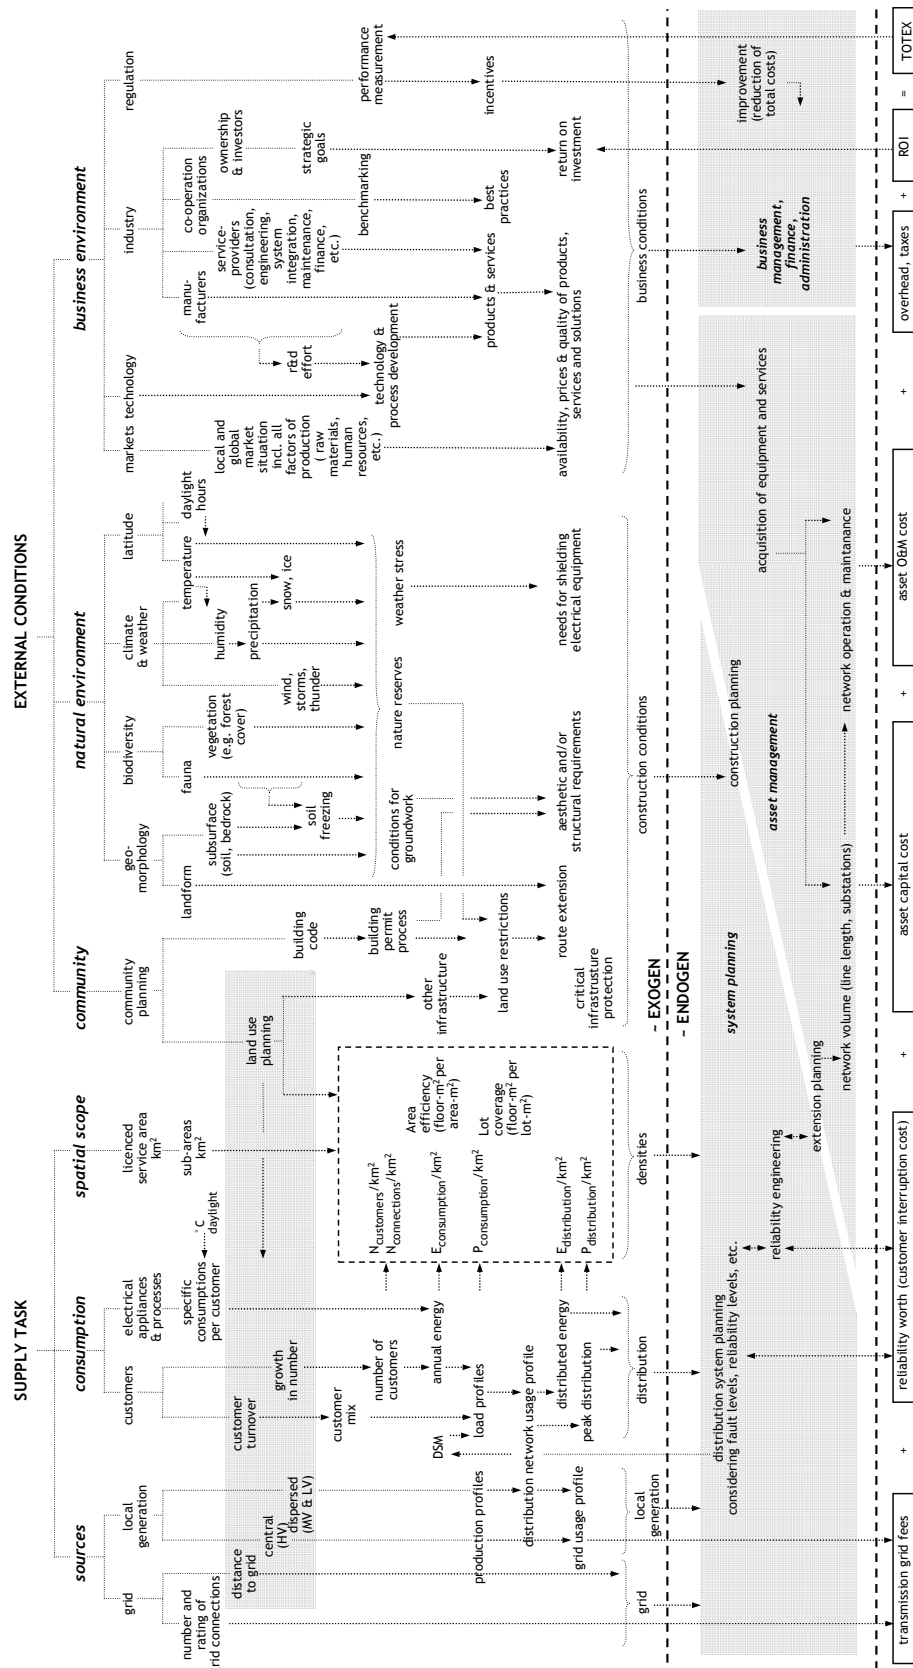 SUPPLY TASK
EXTERNAL CONDITIONS
sources
consumption
spatial scope
community
natural environment
business environment
grid
local
generation
customers
electrical
appliances
& processes
licenced
service area
km²
community
planning
geo-
morphology
biodiversity
climate
& weather
latitude
markets
technology
industry
regulation
number and
rating of
rid connections
distance
to grid
central
(HV)
dispersed
(MV & LV)
customer
turnover
growth
in number
customer
mix
number of
customers
specific
consumptions
per customer
°C
daylight
sub-areas
km²
land use
planning
building
code
building
permit
process
landform
subsurface
(soil, bedrock)
soil
freezing
fauna
vegetation
(e.g. forest
cover)
wind,
storms,
thunder
humidity
precipitation
temperature
snow, ice
daylight
hours
local and
global
market
situation
incl. all
factors of
production
( raw
materials,
human
resources,
etc.)
r&d
effort
technology &
process development
manu-
facturers
service-
providers
(consultation,
engineering,
system
integration,
maintenance,
finance,
etc.)
co-operation
organizations
benchmarking
ownership
& investors
strategic
goals
performance
measurement
annual energy
DSM
load profiles
production profiles
distribution network usage profile
distributed energy
peak distribution
grid usage profile
Ncustomers/km²
Nconnections/km²
Econsumption/km²
Pconsumption/km²
Edistribution/km²
Pdistribution/km²
Area
efficiency
(floor-m² per
area-m²)
Lot
coverage
(floor-m² per
lot-m²)
other
infrastructure
land use restrictions
critical
infrastrusture
protection
route extension
conditions for
groundwork
nature reserves
weather stress
aesthetic and/or
structural requirements
needs for shielding
electrical equipment
products & services
availability, prices & quality of products,
services and solutions
best
practices
return on
investment
incentives
grid
local
generation
distribution
densities
construction conditions
business conditions
~ EXOGEN
~ ENDOGEN
distribution system planning
considering fault levels, reliability levels, etc.
reliability engineering
extension planning
system planning
network volume (line length, substations)
construction planning
asset management
acquisition of equipment and services
network operation & maintanance
business
management,
finance,
administration
improvement
(reduction of
total costs)
transmission grid fees
+
reliability worth (customer interruption cost)
+
asset capital cost
+
asset O&M cost
+
overhead, taxes
+
ROI
=
TOTEX